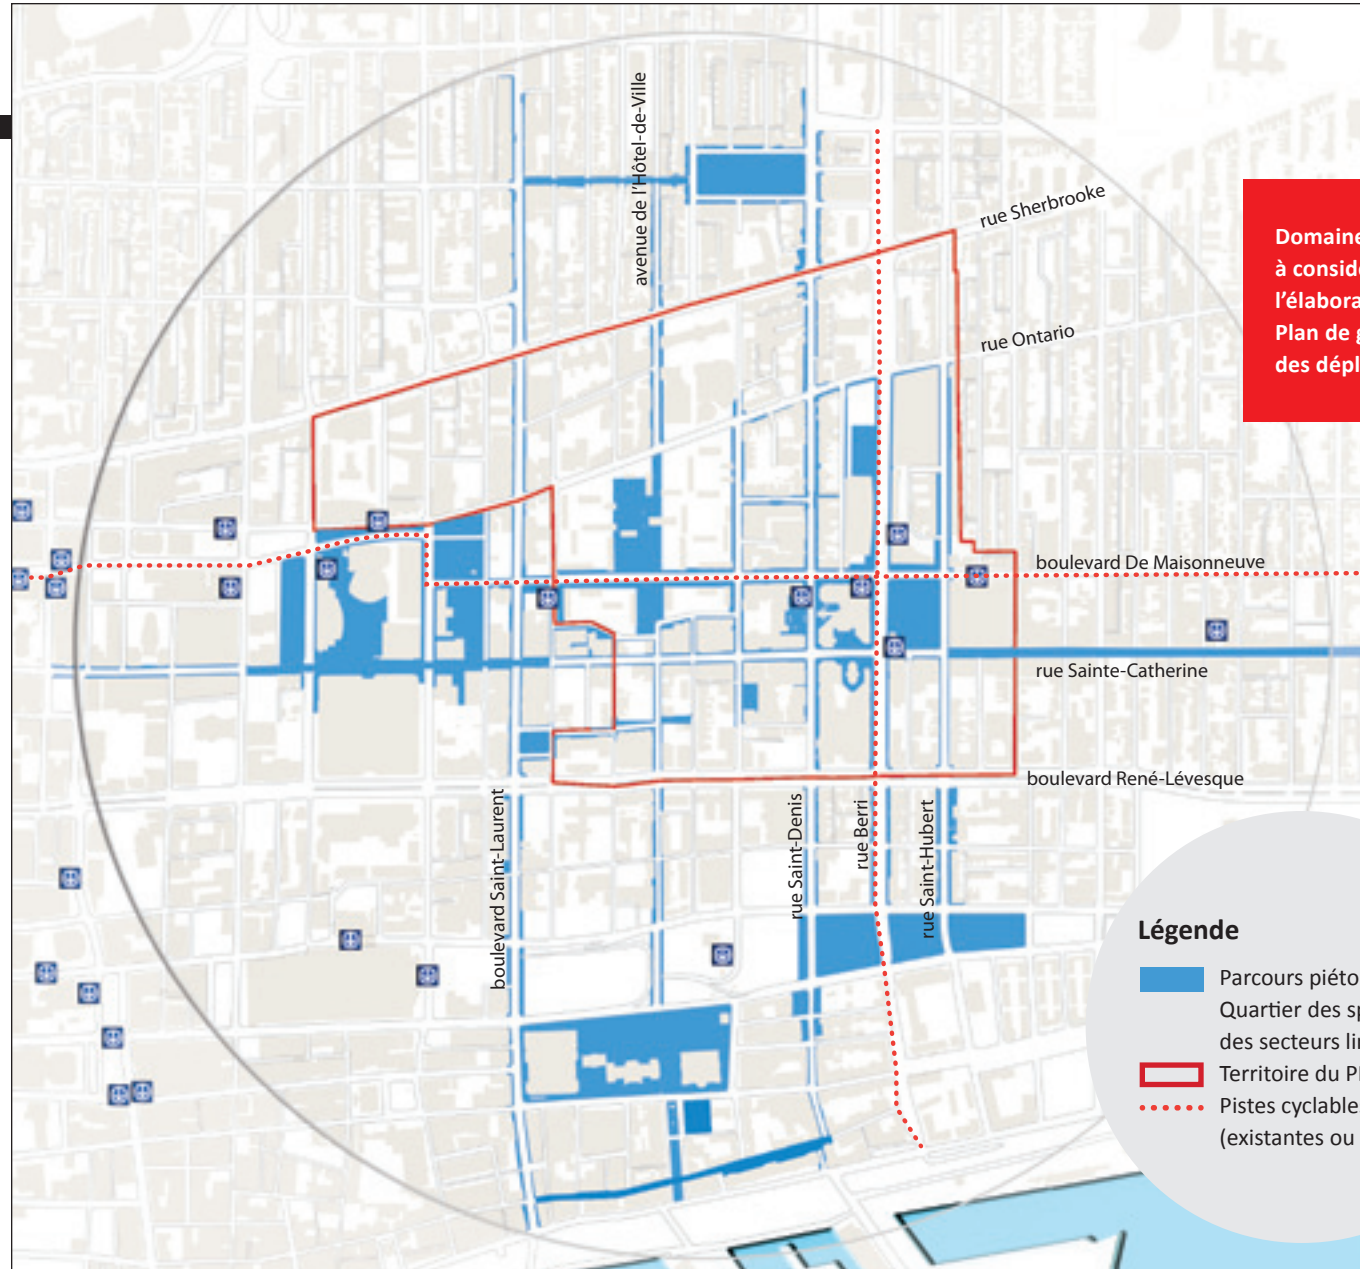 avenue de l'Hôtel-de-Ville
rue Sherbrooke
rue Ontario
Domaine
à consid
l'élabora
Plan de g
des dépl
boulevard De Maisonneuve
rue Sainte-Catherine
boulevard René-Lévesque
boulevard Saint-Laurent
rue Saint-Denis
rue Berri
rue Saint-Hubert
Légende
Parcours piéto
Quartier des sp
des secteurs li
Territoire du P
Pistes cyclable
(existantes ou